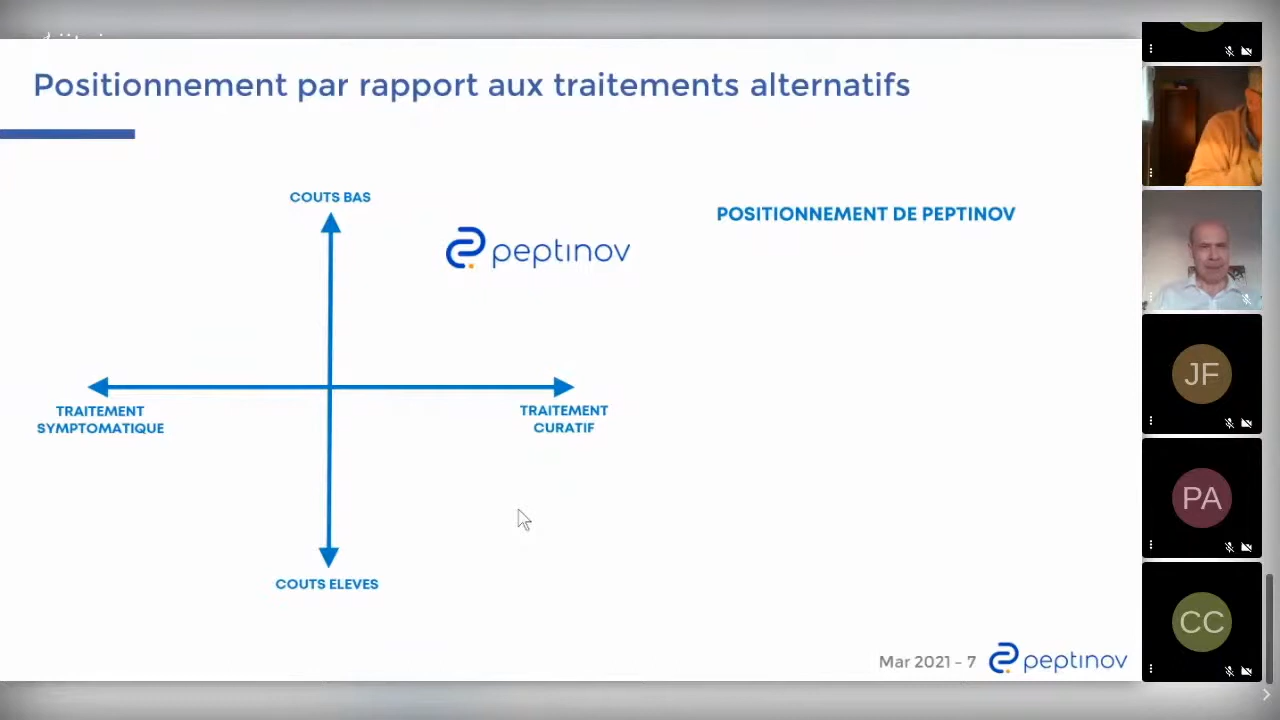 Positionnement par rapport aux traitements alternatifs
COUTS BAS
peptinov
POSITIONNEMENT DE PEPTINOV
TRAITEMENT
SYMPTOMATIQUE
TRAITEMENT
CURATIF
COUTS ELEVES
Mar 2021 - 7
peptinov
JF
PA
CC